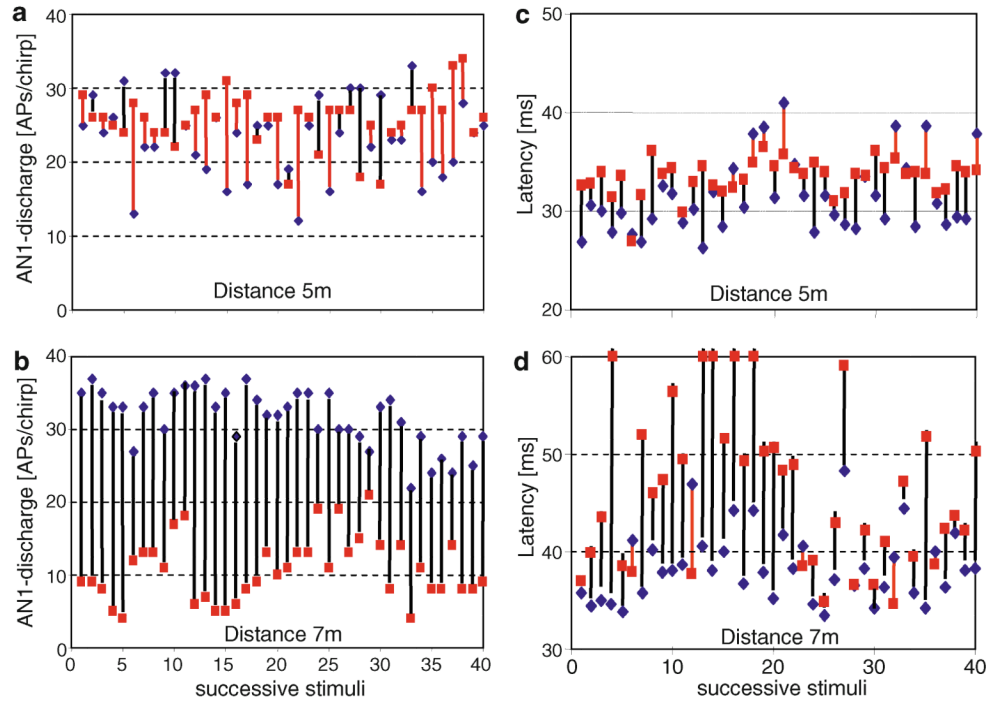 a
AN1-discharge [APs/chirp]
40
30
20
10
0
Distance 5m
c
Latency [ms]
50
40
30
20
Distance 5m
b
AN1-discharge [APs/chirp]
40
30
20
10
0
Distance 7m
0 5 10 15 20 25 30 35 40
successive stimuli
d
Latency [ms]
60
50
40
30
Distance 7m
0 10 20 30 40
successive stimuli